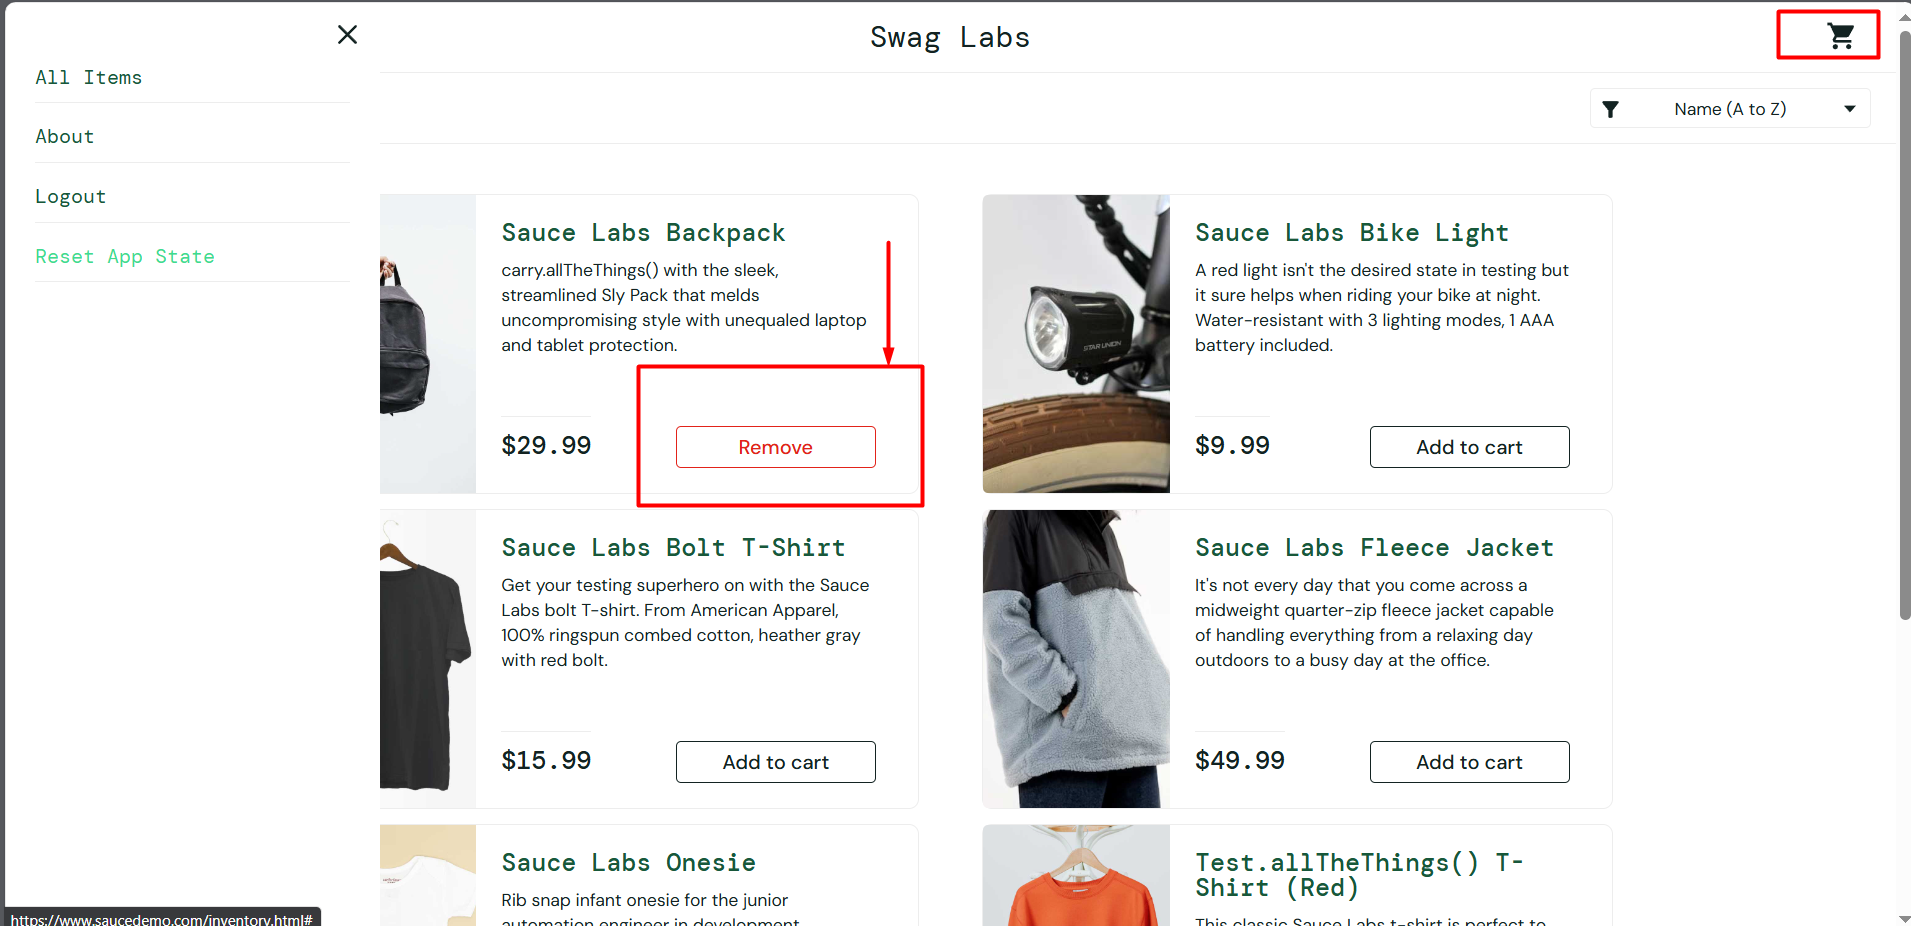 Swag Labs
All Items
About
Logout
Reset App State
Name (A to Z)
Sauce Labs Backpack
carry.allTheThings() with the sleek,
streamlined Sly Pack that melds
uncompromising style with unequaled laptop
and tablet protection.
$29.99
Remove
Sauce Labs Bike Light
A red light isn't the desired state in testing but
it sure helps when riding your bike at night.
Water-resistant with 3 lighting modes, 1 AAA
battery included.
$9.99
Add to cart
STAR UNION
Sauce Labs Bolt T-Shirt
Get your testing superhero on with the Sauce
Labs bolt T-shirt. From American Apparel,
100% ringspun combed cotton, heather gray
with red bolt.
$15.99
Add to cart
Sauce Labs Fleece Jacket
It's not every day that you come across a
midweight quarter-zip fleece jacket capable
of handling everything from a relaxing day
outdoors to a busy day at the office.
$49.99
Add to cart
Sauce Labs Onesie
Rib snap infant onesie for the junior
automation engineer in development.
Test.allTheThings() T-
Shirt (Red)
This classic Sauce Labs t-shirt is perfect to
https://www.saucedemo.com/inventory.html#